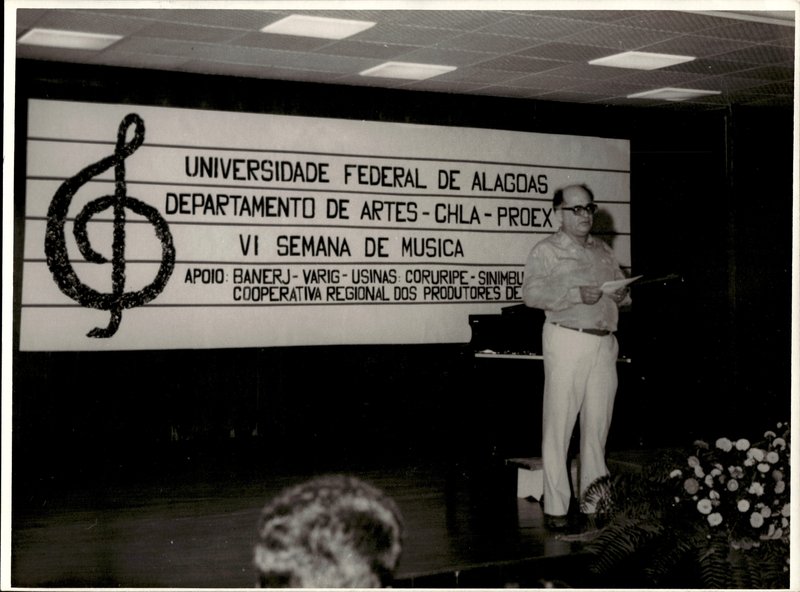 UNIVERSIDADE FEDERAL DE ALAGOAS
DEPARTAMENTO DE ARTES - CHLA - PROEX
VI SEMANA DE MUSICA
APOIO: BANERJ - VARIG - USINAS: CORURIPE - SINIMBU
COOPERATIVA REGIONAL DOS PRODUTORES DE